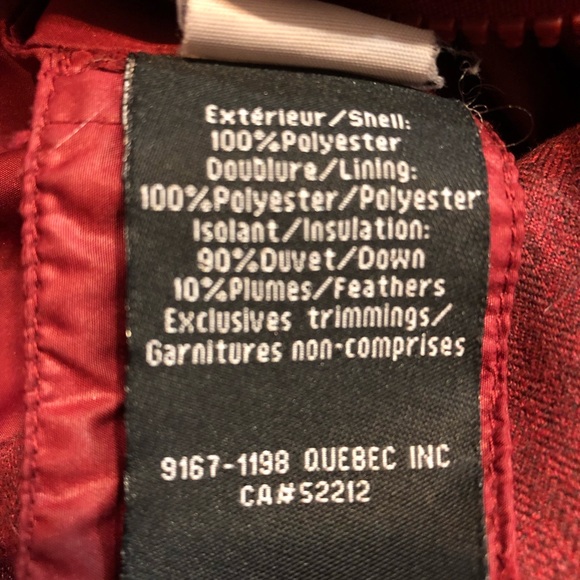 Extérieur/Shell:
100%Polyester
Doublure/Lining:
100%Polyester/Polyester
Isolant/Insulation:
90%Duvet/Down
10%Plumes/Feathers
Exclusives trimmings/
Garnitures non-comprises
9167-1198 QUEBEC INC
CA#52212